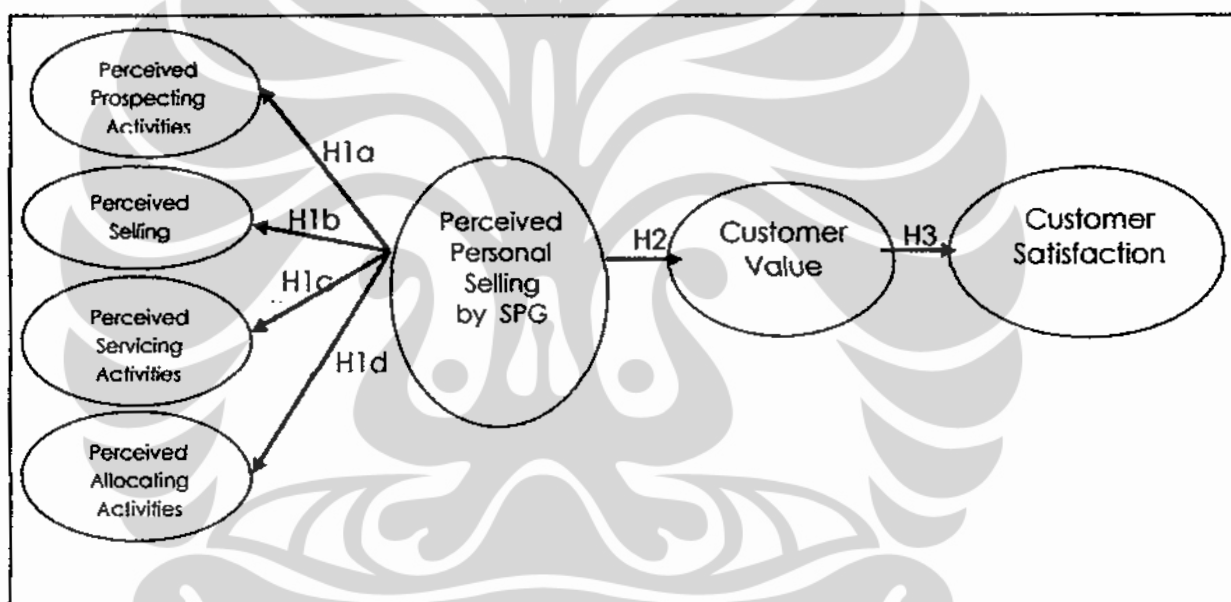 Perceived
Prospecting
Activities
H1a
Perceived
Selling
H1b
H1c
Perceived
Servicing
Activities
H1d
Perceived
Allocating
Activities
Perceived
Personal
Selling
by SPG
H2
Customer
Value
H3
Customer
Satisfaction